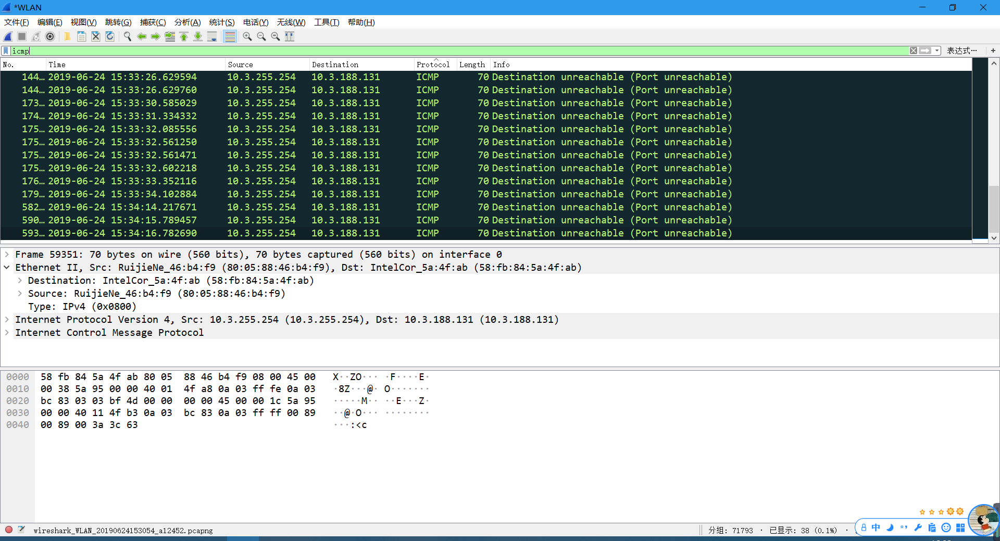 *WLAN
文件(F) 编辑(E) 视图(V) 跳转(G) 捕获(C) 分析(A) 统计(S) 电话(Y) 无线(W) 工具(T) 帮助(H)
icmp 表达式… +
No. Time Source Destination Protocol Length Info
144… 2019-06-24 15:33:26.629594 10.3.255.254 10.3.188.131 ICMP 70 Destination unreachable (Port unreachable)
144… 2019-06-24 15:33:26.629760 10.3.255.254 10.3.188.131 ICMP 70 Destination unreachable (Port unreachable)
173… 2019-06-24 15:33:30.585029 10.3.255.254 10.3.188.131 ICMP 70 Destination unreachable (Port unreachable)
174… 2019-06-24 15:33:31.334332 10.3.255.254 10.3.188.131 ICMP 70 Destination unreachable (Port unreachable)
175… 2019-06-24 15:33:32.085556 10.3.255.254 10.3.188.131 ICMP 70 Destination unreachable (Port unreachable)
175… 2019-06-24 15:33:32.561250 10.3.255.254 10.3.188.131 ICMP 70 Destination unreachable (Port unreachable)
175… 2019-06-24 15:33:32.561471 10.3.255.254 10.3.188.131 ICMP 70 Destination unreachable (Port unreachable)
175… 2019-06-24 15:33:32.602218 10.3.255.254 10.3.188.131 ICMP 70 Destination unreachable (Port unreachable)
176… 2019-06-24 15:33:33.352116 10.3.255.254 10.3.188.131 ICMP 70 Destination unreachable (Port unreachable)
179… 2019-06-24 15:33:34.102884 10.3.255.254 10.3.188.131 ICMP 70 Destination unreachable (Port unreachable)
582… 2019-06-24 15:34:14.217671 10.3.255.254 10.3.188.131 ICMP 70 Destination unreachable (Port unreachable)
590… 2019-06-24 15:34:15.789457 10.3.255.254 10.3.188.131 ICMP 70 Destination unreachable (Port unreachable)
593… 2019-06-24 15:34:16.782690 10.3.255.254 10.3.188.131 ICMP 70 Destination unreachable (Port unreachable)
Frame 59351: 70 bytes on wire (560 bits), 70 bytes captured (560 bits) on interface 0
Ethernet II, Src: RuijieNe_46:b4:f9 (80:05:88:46:b4:f9), Dst: IntelCor_5a:4f:ab (58:fb:84:5a:4f:ab)
Destination: IntelCor_5a:4f:ab (58:fb:84:5a:4f:ab)
Source: RuijieNe_46:b4:f9 (80:05:88:46:b4:f9)
Type: IPv4 (0x0800)
Internet Protocol Version 4, Src: 10.3.255.254 (10.3.255.254), Dst: 10.3.188.131 (10.3.188.131)
Internet Control Message Protocol
0000 58 fb 84 5a 4f ab 80 05 88 46 b4 f9 08 00 45 00 X··ZO··· ·F····E·
0010 00 38 5a 95 00 00 40 01 4f a8 0a 03 ff fe 0a 03 ·8Z···@· O·······
0020 bc 83 03 03 bf 4d 00 00 00 00 45 00 00 1c 5a 95 ·····M·· ··E···Z·
0030 00 00 40 11 4f b3 0a 03 bc 83 0a 03 ff ff 00 89 ··@·O··· ········
0040 00 89 00 3a 3c 63 ···:<c
wireshark_WLAN_20190624153054_a12452.pcapng 分组: 71793 · 已显示: 38 (0.1%) · 中